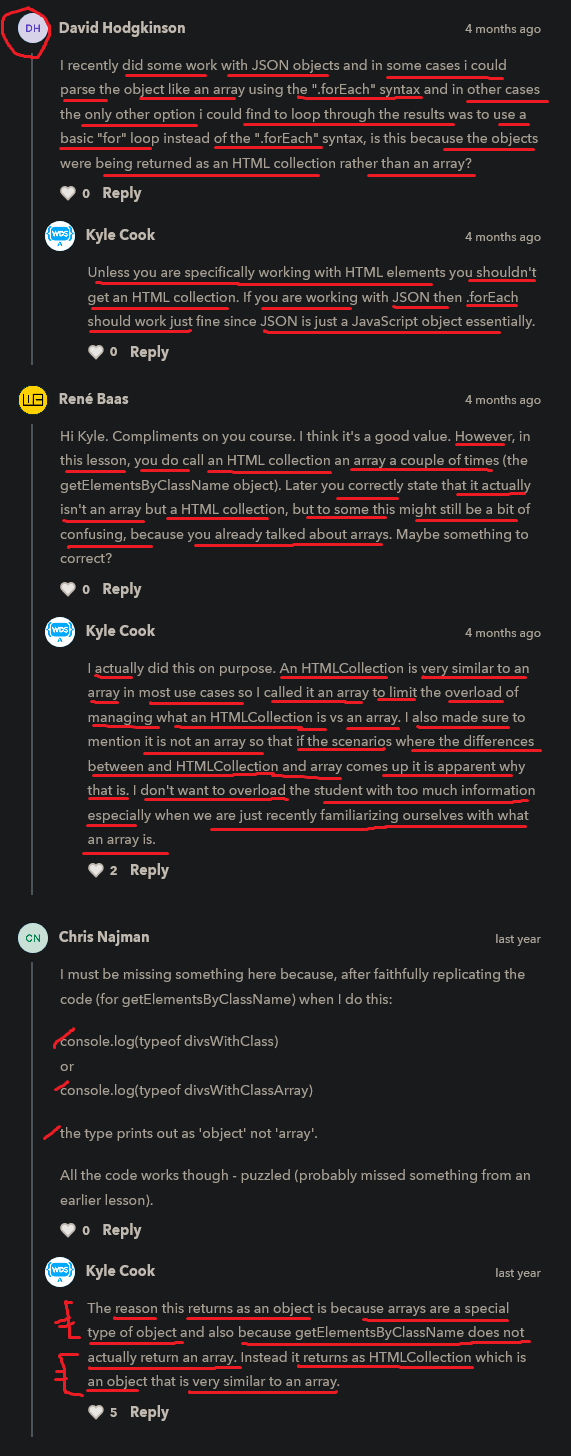 DH David Hodgkinson 4 months ago
I recently did some work with JSON objects and in some cases i could
parse the object like an array using the ".forEach" syntax and in other cases
the only other option i could find to loop through the results was to use a
basic "for" loop instead of the ".forEach" syntax, is this because the objects
were being returned as an HTML collection rather than an array?
0 Reply
WDS Kyle Cook 4 months ago
A
Unless you are specifically working with HTML elements you shouldn't
get an HTML collection. If you are working with JSON then .forEach
should work just fine since JSON is just a JavaScript object essentially.
0 Reply
René Baas 4 months ago
Hi Kyle. Compliments on you course. I think it's a good value. However, in
this lesson, you do call an HTML collection an array a couple of times (the
getElementsByClassName object). Later you correctly state that it actually
isn't an array but a HTML collection, but to some this might still be a bit of
confusing, because you already talked about arrays. Maybe something to
correct?
0 Reply
WDS Kyle Cook 4 months ago
A
I actually did this on purpose. An HTMLCollection is very similar to an
array in most use cases so I called it an array to limit the overload of
managing what an HTMLCollection is vs an array. I also made sure to
mention it is not an array so that if the scenarios where the differences
between and HTMLCollection and array comes up it is apparent why
that is. I don't want to overload the student with too much information
especially when we are just recently familiarizing ourselves with what
an array is.
2 Reply
CN Chris Najman last year
I must be missing something here because, after faithfully replicating the
code (for getElementsByClassName) when I do this:
console.log(typeof divsWithClass)
or
console.log(typeof divsWithClassArray)
the type prints out as 'object' not 'array'.
All the code works though - puzzled (probably missed something from an
earlier lesson).
0 Reply
WDS Kyle Cook last year
A
The reason this returns as an object is because arrays are a special
type of object and also because getElementsByClassName does not
actually return an array. Instead it returns as HTMLCollection which is
an object that is very similar to an array.
5 Reply